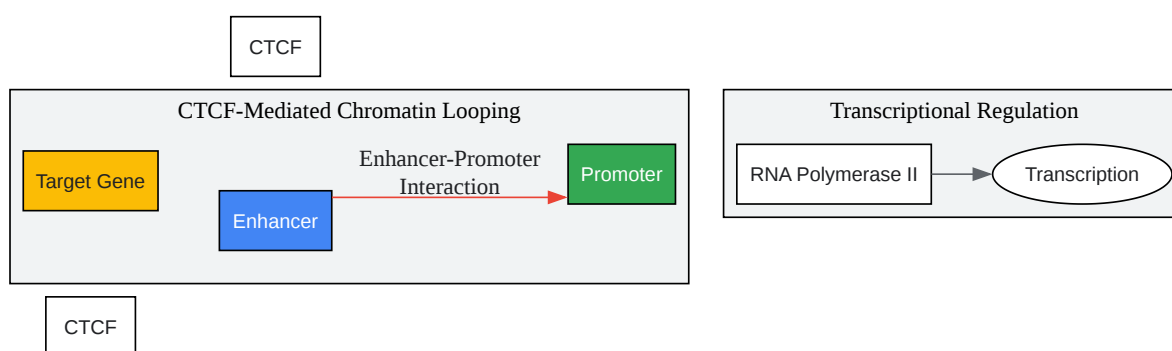 CTCF
CTCF-Mediated Chromatin Looping
Target Gene
Enhancer-Promoter
Interaction
Promoter
Enhancer
Transcriptional Regulation
RNA Polymerase II
Transcription
CTCF